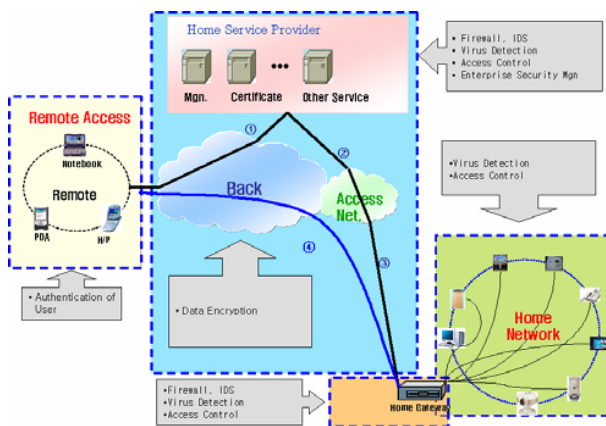 Home Service Provider
Mgn.
Certificate
Other Service
• Firewall, IDS
• Virus Detection
• Access Control
• Enterprise Security Mgn
Remote Access
Notebook
Remote
PDA
H/P
①
②
Back
Access
Net.
③
④
• Virus Detection
• Access Control
• Authentication of
User
• Data Encryption
Home
Network
• Firewall, IDS
• Virus Detection
• Access Control
Home Gateway